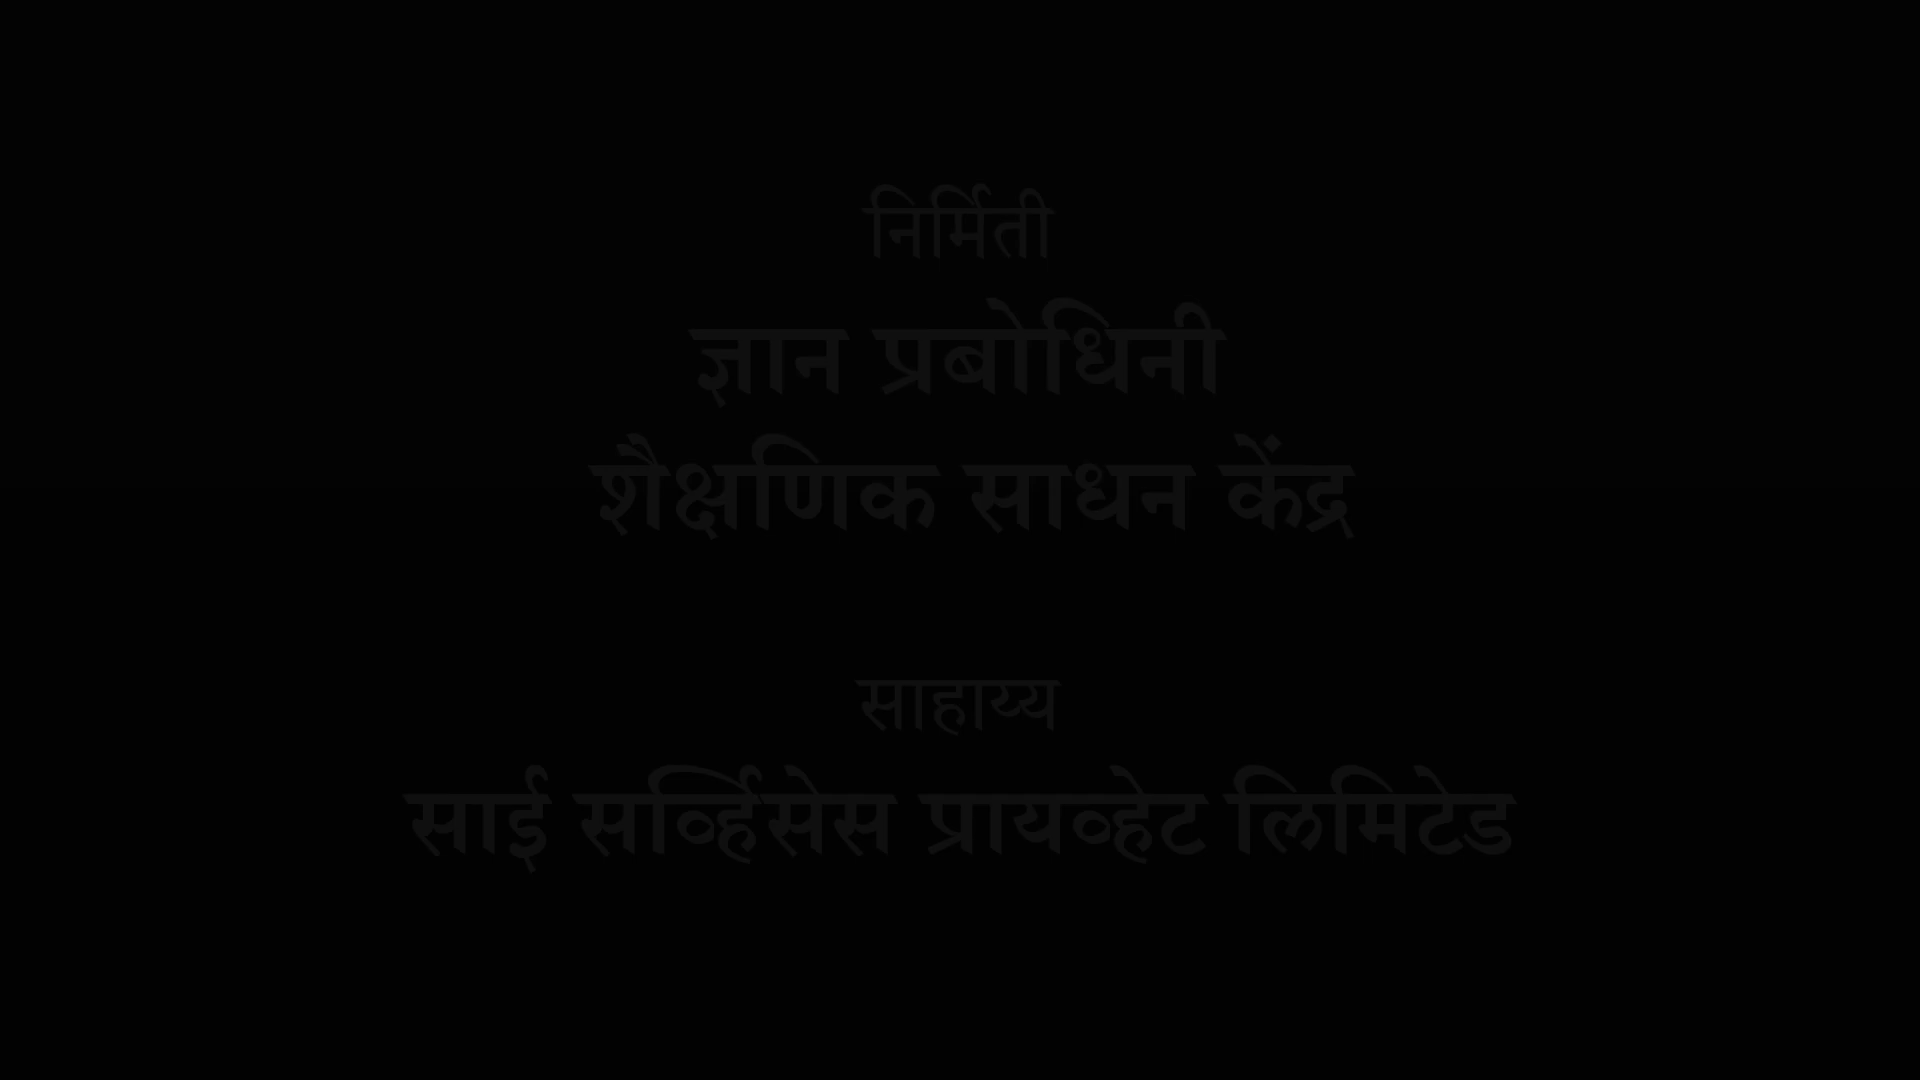 निर्मिती
ज्ञान प्रबोधिनी
शैक्षणिक साधन केंद्र
साहाय्य
साई सर्व्हिसेस प्रायव्हेट लिमिटेड